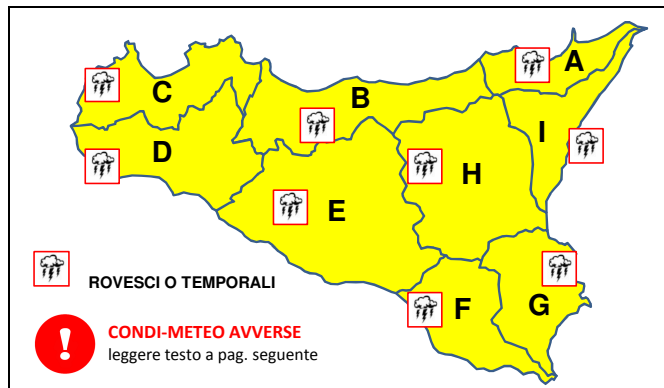 A
C
B
I
D
H
E
ROVESCI O TEMPORALI
F
G
!
CONDI-METEO AVVERSE
leggere testo a pag. seguente